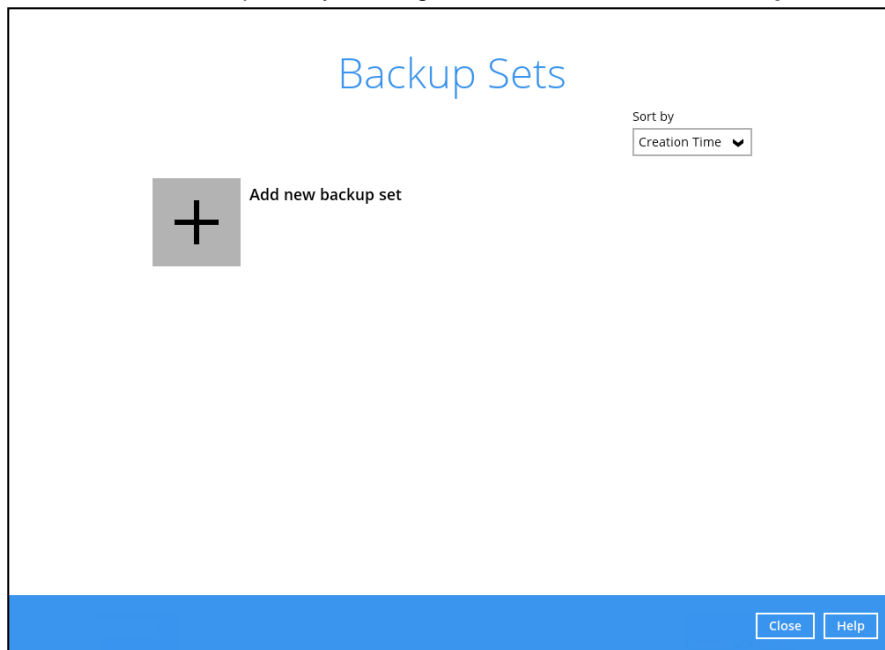 Backup Sets
Sort by
Creation Time
Add new backup set
Close
Help